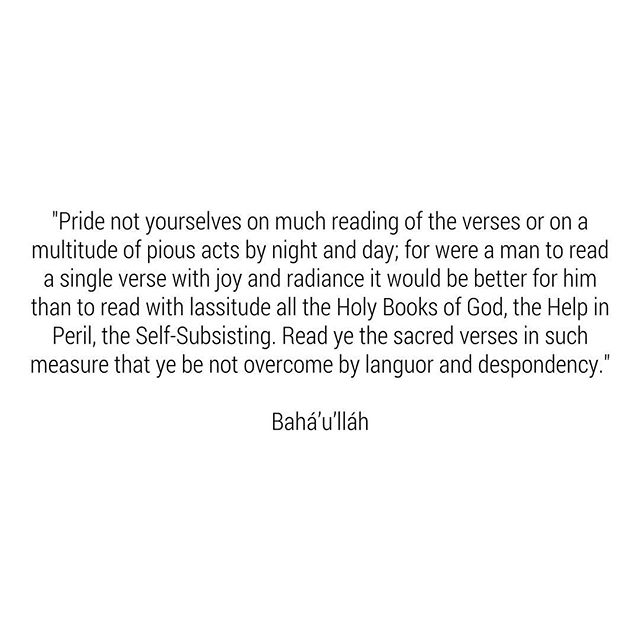 "Pride not yourselves on much reading of the verses or on a
multitude of pious acts by night and day; for were a man to read
a single verse with joy and radiance it would be better for him
than to read with lassitude all the Holy Books of God, the Help in
Peril, the Self-Subsisting. Read ye the sacred verses in such
measure that ye be not overcome by languor and despondency."
Bahá’u’lláh